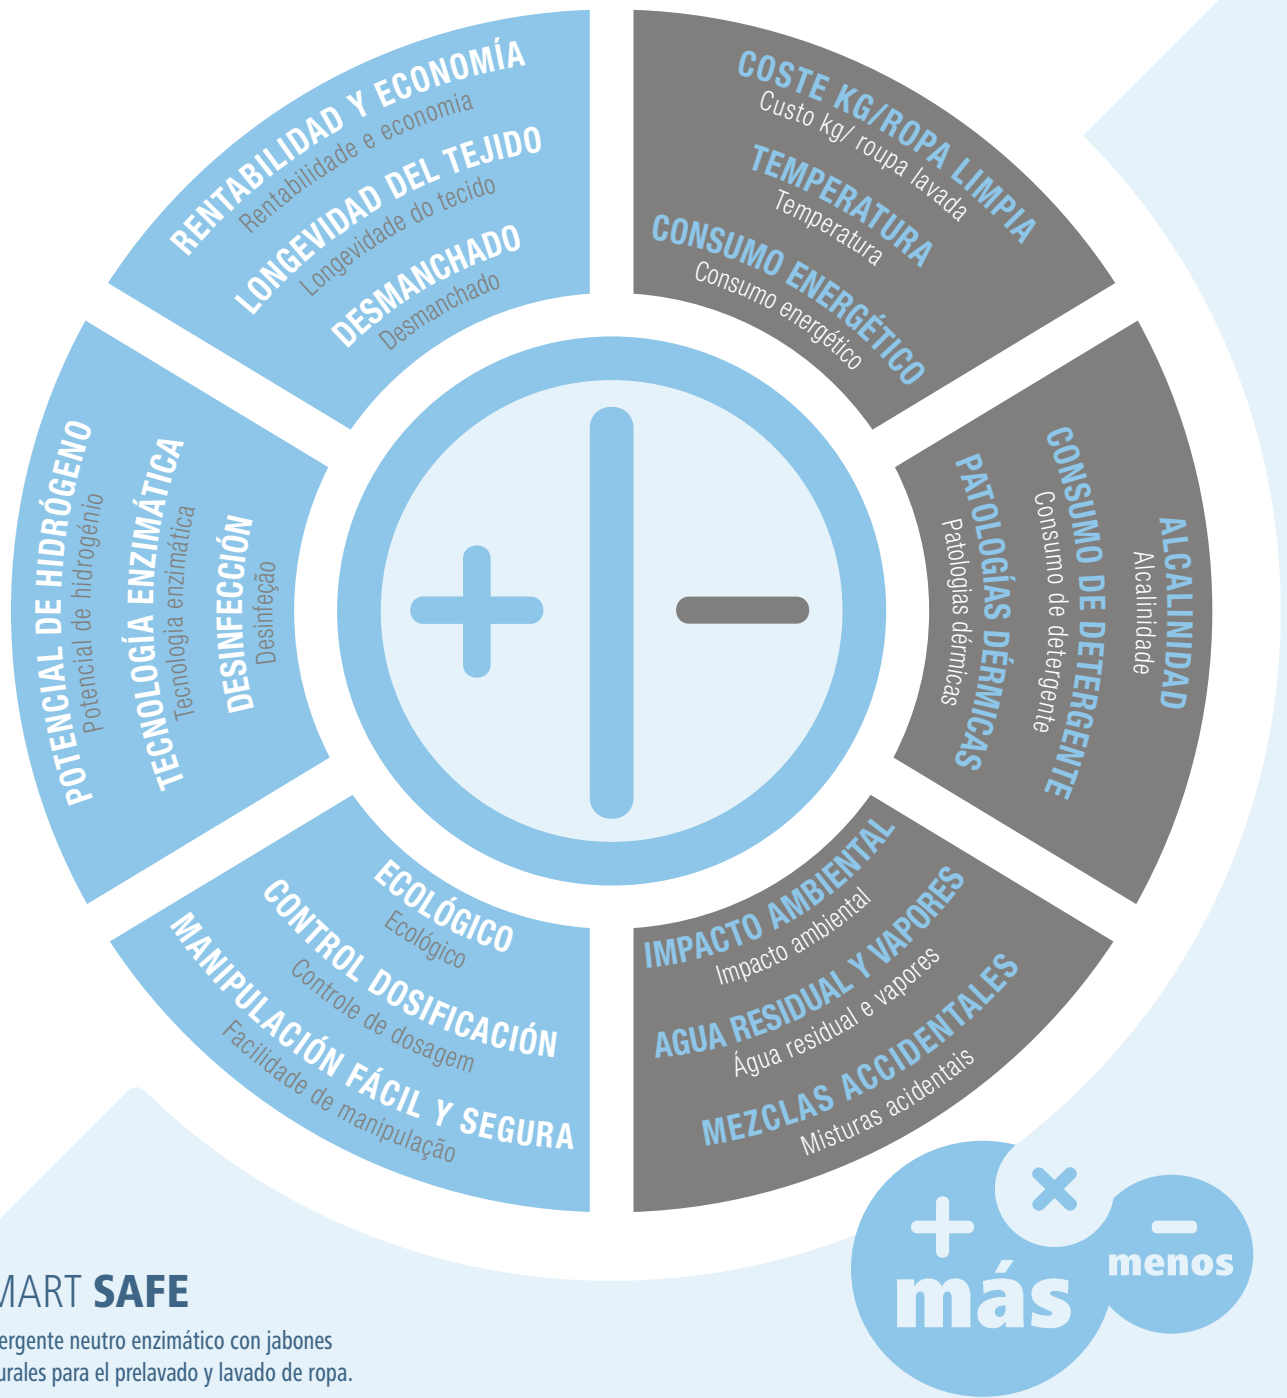 RENTABILIDAD Y ECONOMÍA
Rentabilidade e economia
LONGEVIDAD DEL TEJIDO
Longevidade do tecido
DESMANCHADO
Desmanchado
COSTE KG/ROPA LIMPIA
Custo kg/ roupa lavada
TEMPERATURA
Temperatura
CONSUMO ENERGÉTICO
Consumo energético
POTENCIAL DE HIDRÓGENO
Potencial de hidrogénio
TECNOLOGÍA ENZIMÁTICA
Tecnologia enzimática
DESINFECCIÓN
Desinfeção
ALCALINIDAD
Alcalinidade
CONSUMO DE DETERGENTE
Consumo de detergente
PATOLOGÍAS DÉRMICAS
Patologias dérmicas
ECOLÓGICO
Ecológico
CONTROL DOSIFICACIÓN
Controle de dosagem
MANIPULACIÓN FÁCIL Y SEGURA
Facilidade de manipulação
IMPACTO AMBIENTAL
Impacto ambiental
AGUA RESIDUAL Y VAPORES
Água residual e vapores
MEZCLAS ACCIDENTALES
Misturas acidentais
+ × −
más menos
MART SAFE
ergente neutro enzimático con jabones
urales para el prelavado y lavado de ropa.